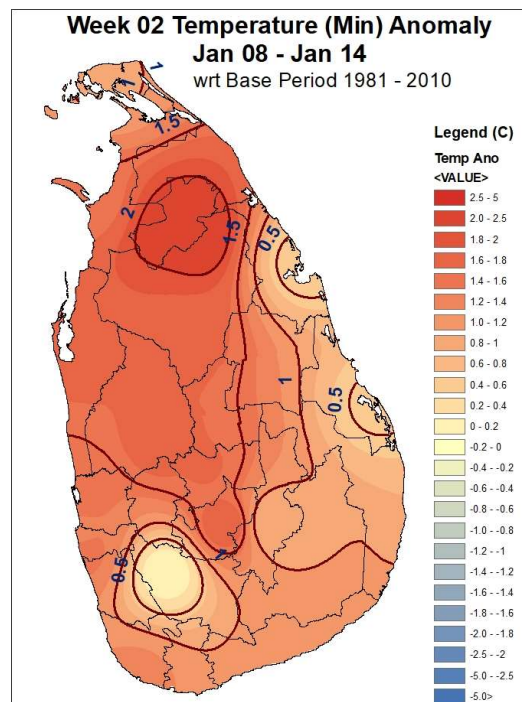 Week 02 Temperature (Min) Anomaly
Jan 08 - Jan 14
wrt Base Period 1981 - 2010
1
1
1.5
2
1.5
0.5
1
0.5
1
0.5
Legend (C)
Temp Ano
<VALUE>
2.5 - 5
2.0 - 2.5
1.8 - 2
1.6 - 1.8
1.4 - 1.6
1.2 - 1.4
1.0 - 1.2
0.8 - 1
0.6 - 0.8
0.4 - 0.6
0.2 - 0.4
0 - 0.2
-0.2 - 0
-0.4 - -0.2
-0.6 - -0.4
-0.8 - -0.6
-1.0 - -0.8
-1.2 - -1
-1.4 - -1.2
-1.6 - -1.4
-1.8 - -1.6
-2.0 - -1.8
-2.5 - -2
-5.0 - -2.5
-5.0>